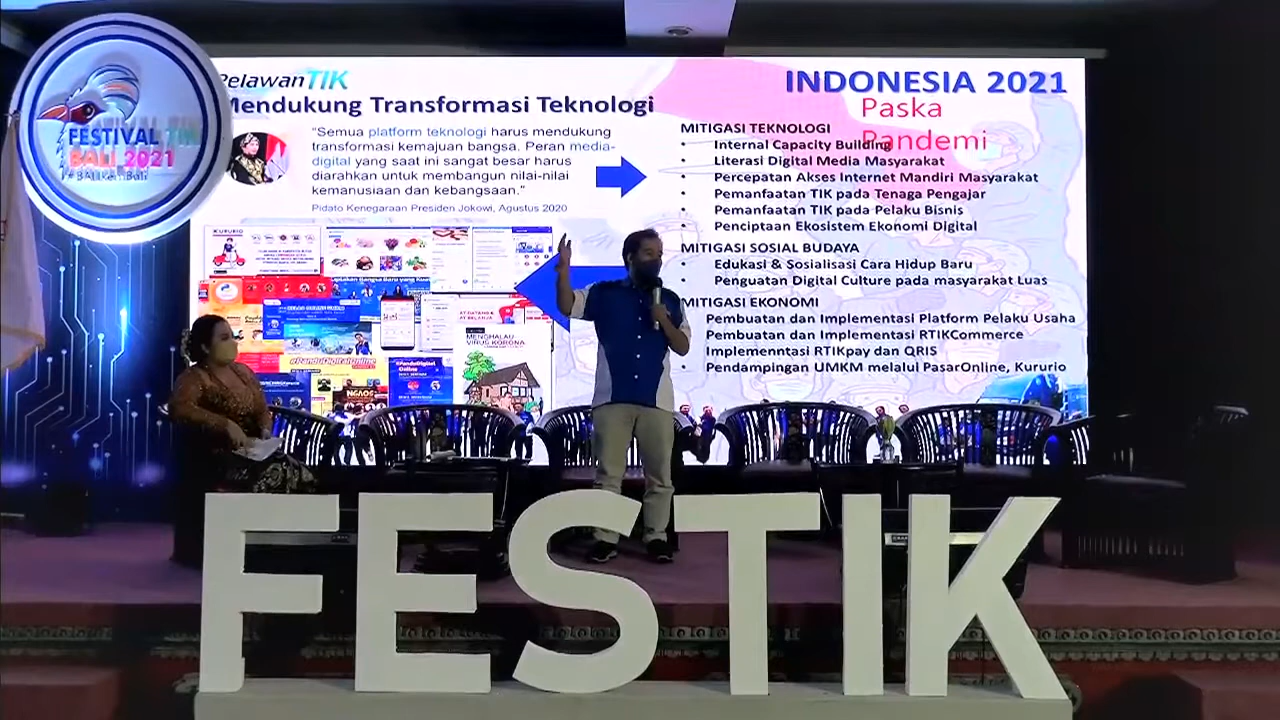 FESTIVAL TIK
BALI 2021
#BALIKembali
RelawanTIK
Mendukung Transformasi Teknologi
"Semua platform teknologi harus mendukung
transformasi kemajuan bangsa. Peran media-
digital yang saat ini sangat besar harus
diarahkan untuk membangun nilai-nilai
kemanusiaan dan kebangsaan."
Pidato Kenegaraan Presiden Jokowi, Agustus 2020
KURURIO
MENGHALAU
VIRUS KORONA
#PanduDigitalOnline
#PanduDigital
Online
INDONESIA 2021
Paska
Pandemi
MITIGASI TEKNOLOGI
• Internal Capacity Building
• Literasi Digital Media Masyarakat
• Percepatan Akses Internet Mandiri Masyarakat
• Pemanfaatan TIK pada Tenaga Pengajar
• Pemanfaatan TIK pada Pelaku Bisnis
• Penciptaan Ekosistem Ekonomi Digital
MITIGASI SOSIAL BUDAYA
• Edukasi & Sosialisasi Cara Hidup Baru
• Penguatan Digital Culture pada masyarakat Luas
MITIGASI EKONOMI
Pembuatan dan Implementasi Platform Pelaku Usaha
• Pembuatan dan Implementasi RTIKCommerce
Implemenntasi RTIKpay dan QRIS
• Pendampingan UMKM melalui PasarOnline, Kururio
FESTIK